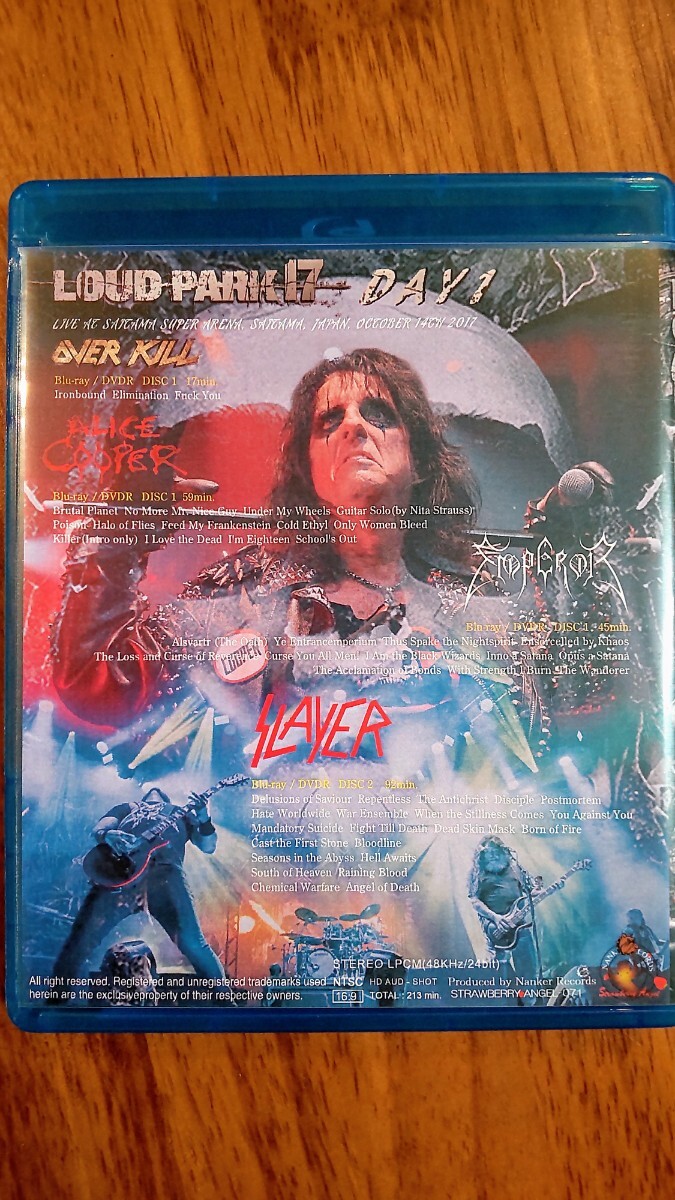 LOUD PARK 17 DAY 1
LIVE AT SAITAMA SUPER ARENA, SAITAMA, JAPAN. OCTOBER 14TH 2017
OVER KILL
Blu-ray / DVDR DISC 1 17min.
Ironbound Elimination Fuck You
ALICE
COOPER
Blu-ray / DVDR DISC 1 59min.
Brutal Planet No More Mr. Nice Guy Under My Wheels Guitar Solo(by Nita Strauss)
Poison Halo of Flies Feed My Frankenstein Cold Ethyl Only Women Bleed
Killer(Intro only) I Love the Dead I'm Eighteen School's Out
EMPEROR
Blu-ray / DVDR DISC 1 45min.
Alsvartr (The Oath) Ye Entrancemperium Thus Spake the Nightspirit Ensorcelled by Khaos
The Loss and Curse of Reverence Curse You All Men! I Am the Black Wizards Inno a Satana Opus a Satana
The Acclamation of Bonds With Strength I Burn The Wanderer
SLAYER
Blu-ray / DVDR DISC 2 92min.
Delusions of Saviour Repentless The Antichrist Disciple Postmortem
Hate Worldwide War Ensemble When the Stillness Comes You Against You
Mandatory Suicide Fight Till Death Dead Skin Mask Born of Fire
Cast the First Stone Bloodline
Seasons in the Abyss Hell Awaits
South of Heaven Raining Blood
Chemical Warfare Angel of Death
STEREO LPCM(48KHz/24bit)
All right reserved. Registered and unregistered trademarks used NTSC HD AUD - SHOT Produced by Nanker Records
herein are the exclusiveproperty of their respective owners. 16:9 TOTAL : 213 min. STRAWBERRY ANGEL-071